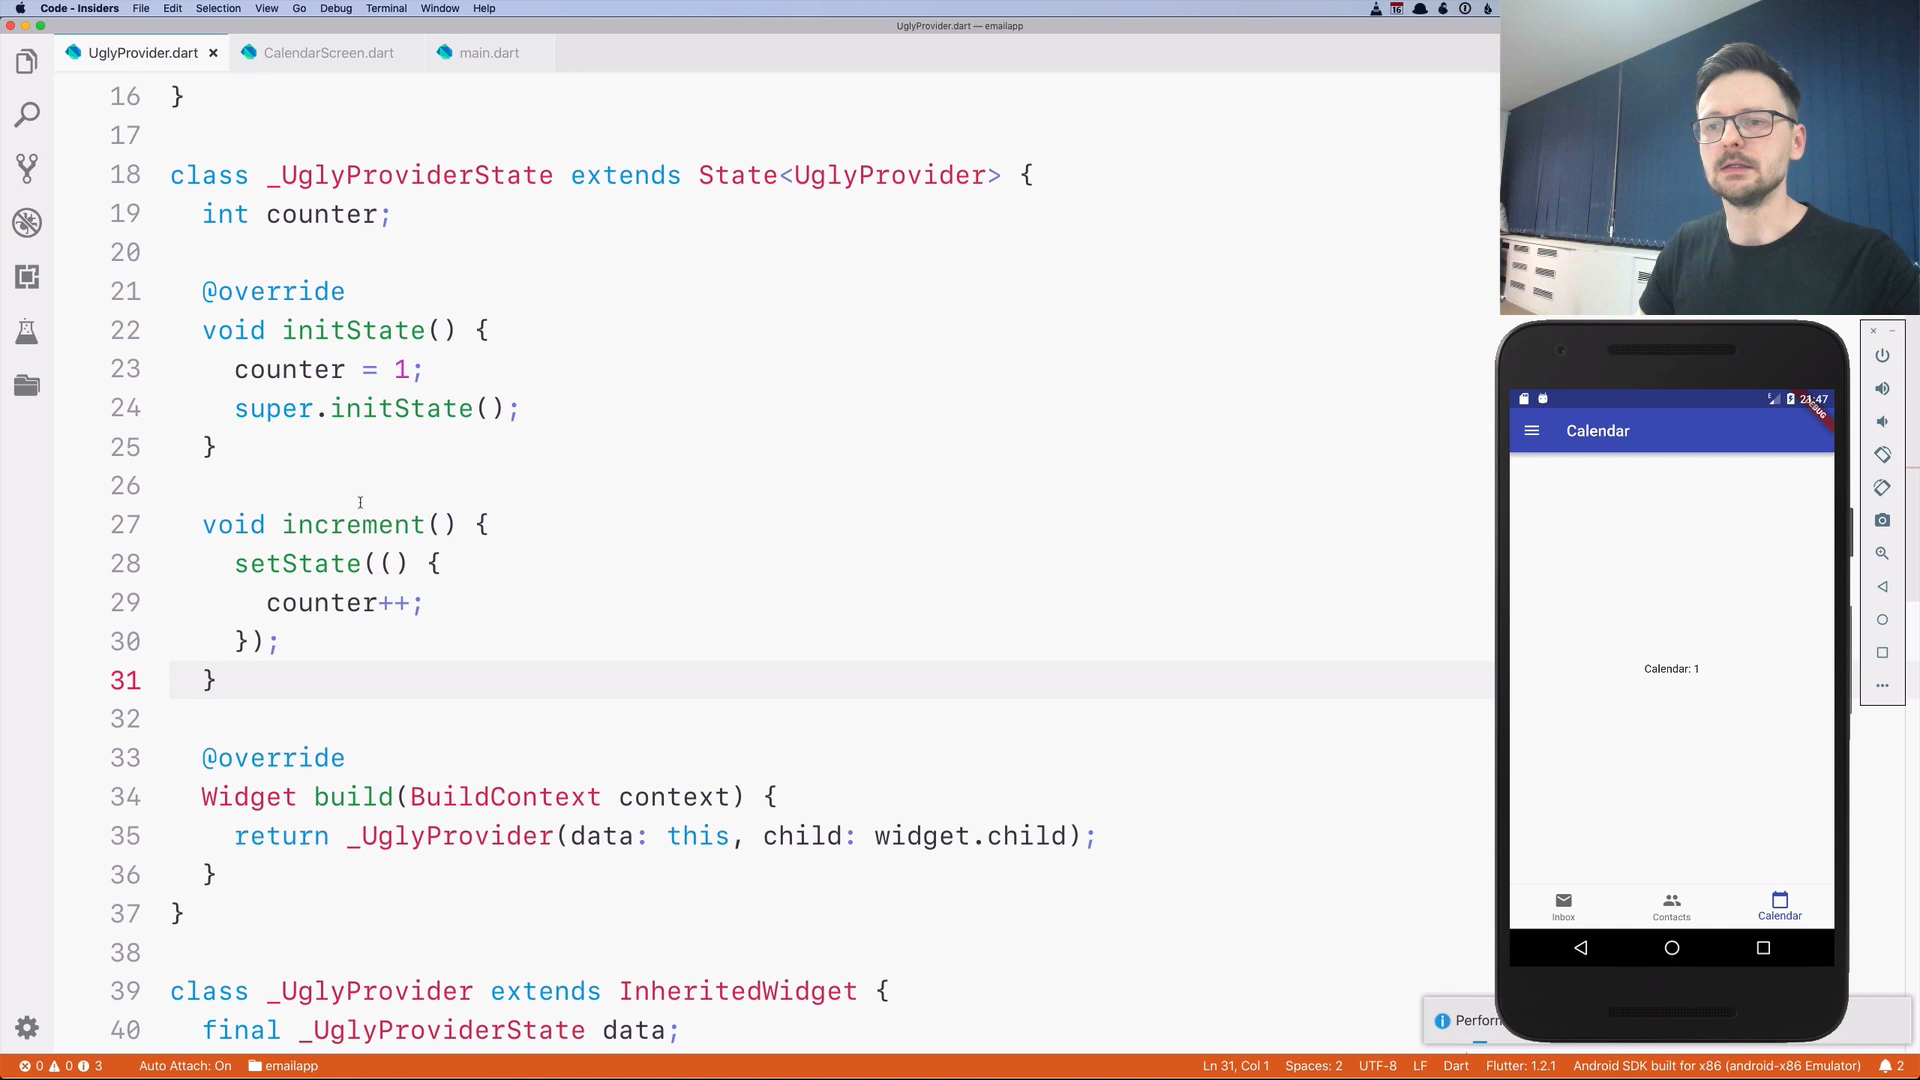 Code - Insiders File Edit Selection View Go Debug Terminal Window Help
16
UglyProvider.dart — emailapp
UglyProvider.dart CalendarScreen.dart main.dart
16 }
17
18 class _UglyProviderState extends State<UglyProvider> {
19 int counter;
20
21 @override
22 void initState() {
23 counter = 1;
24 super.initState();
25 }
26
27 void increment() {
28 setState(() {
29 counter++;
30 });
31 }
32
33 @override
34 Widget build(BuildContext context) {
35 return _UglyProvider(data: this, child: widget.child);
36 }
37 }
38
39 class _UglyProvider extends InheritedWidget {
40 final _UglyProviderState data;
21:47
DEBUG
Calendar
Calendar: 1
Inbox Contacts Calendar
0 0 3 Auto Attach: On emailapp Ln 31, Col 1 Spaces: 2 UTF-8 LF Dart Flutter: 1.2.1 Android SDK built for x86 (android-x86 Emulator) 2